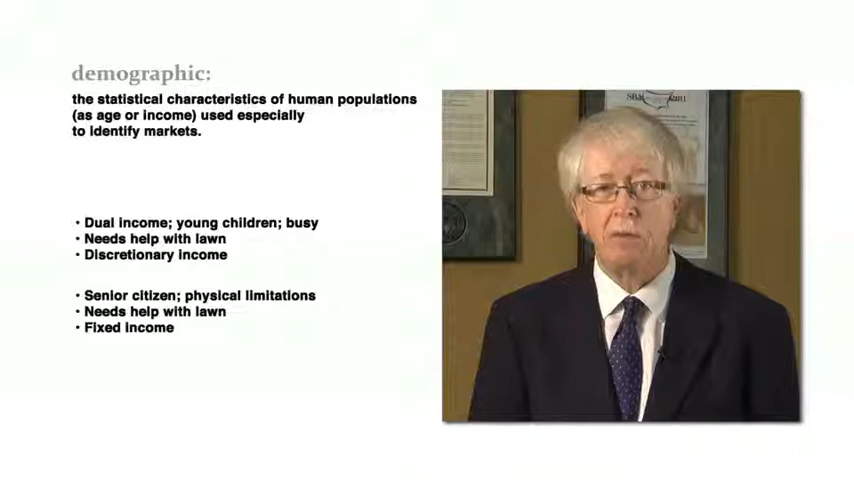 demographic:
the statistical characteristics of human populations
(as age or income) used especially
to identify markets.
• Dual income; young children; busy
• Needs help with lawn
• Discretionary income
• Senior citizen; physical limitations
• Needs help with lawn
• Fixed income